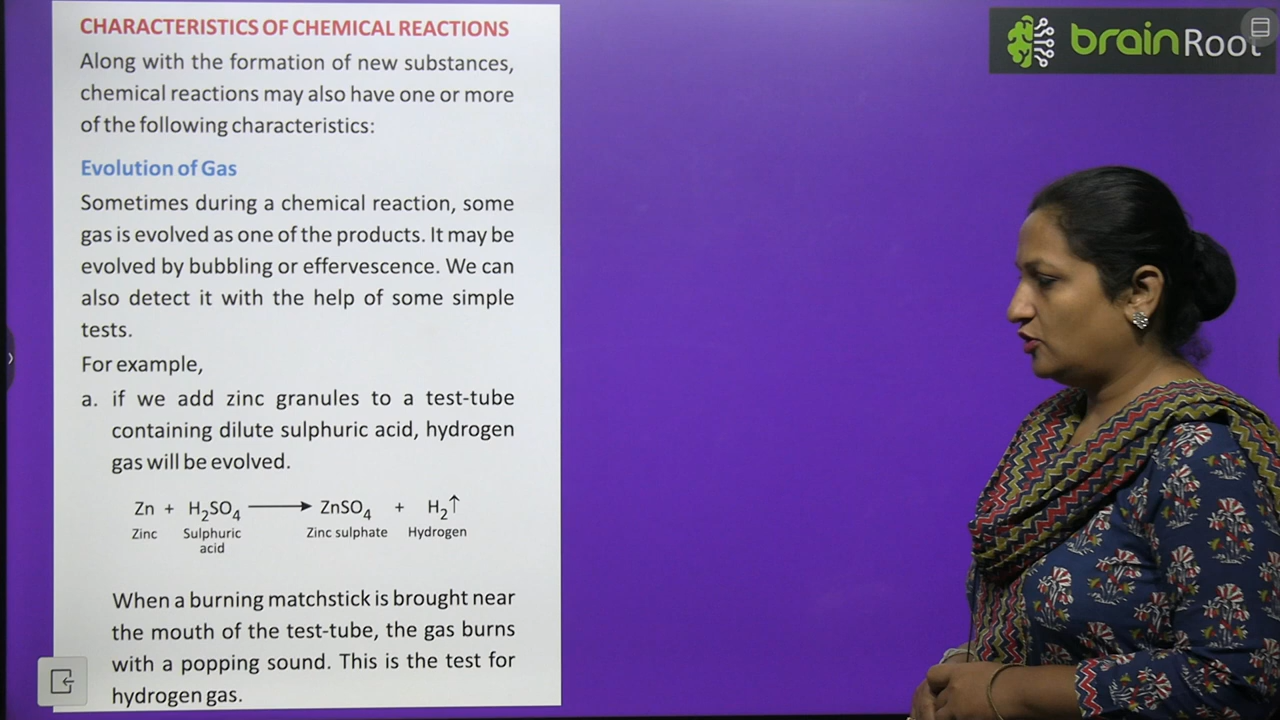 CHARACTERISTICS OF CHEMICAL REACTIONS
Along with the formation of new substances,
chemical reactions may also have one or more
of the following characteristics:
Evolution of Gas
Sometimes during a chemical reaction, some
gas is evolved as one of the products. It may be
evolved by bubbling or effervescence. We can
also detect it with the help of some simple
tests.
For example,
a. if we add zinc granules to a test-tube
containing dilute sulphuric acid, hydrogen
gas will be evolved.
Zn + H₂SO₄ ⟶ ZnSO₄ + H₂↑
Zinc Sulphuric acid Zinc sulphate Hydrogen
When a burning matchstick is brought near
the mouth of the test-tube, the gas burns
with a popping sound. This is the test for
hydrogen gas.
brainRoot